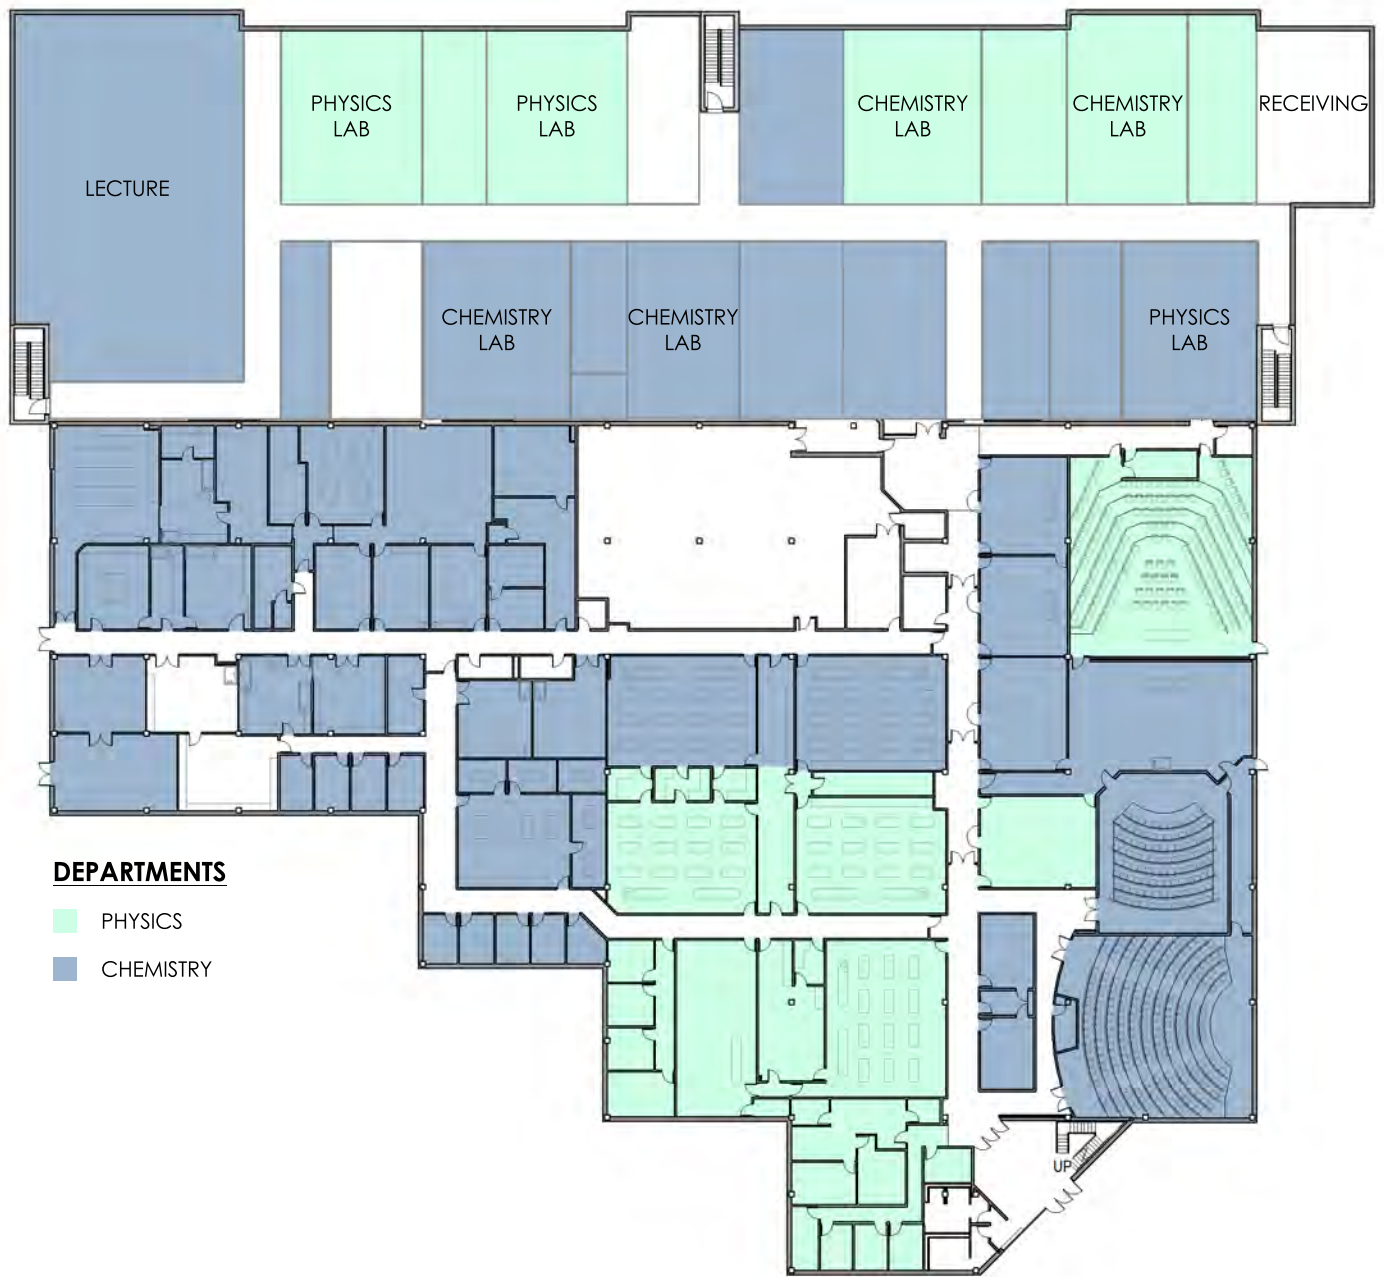 PHYSICS
LAB
PHYSICS
LAB
CHEMISTRY
LAB
CHEMISTRY
LAB
RECEIVING
LECTURE
CHEMISTRY
LAB
CHEMISTRY
LAB
PHYSICS
LAB
DEPARTMENTS
PHYSICS
CHEMISTRY
UP